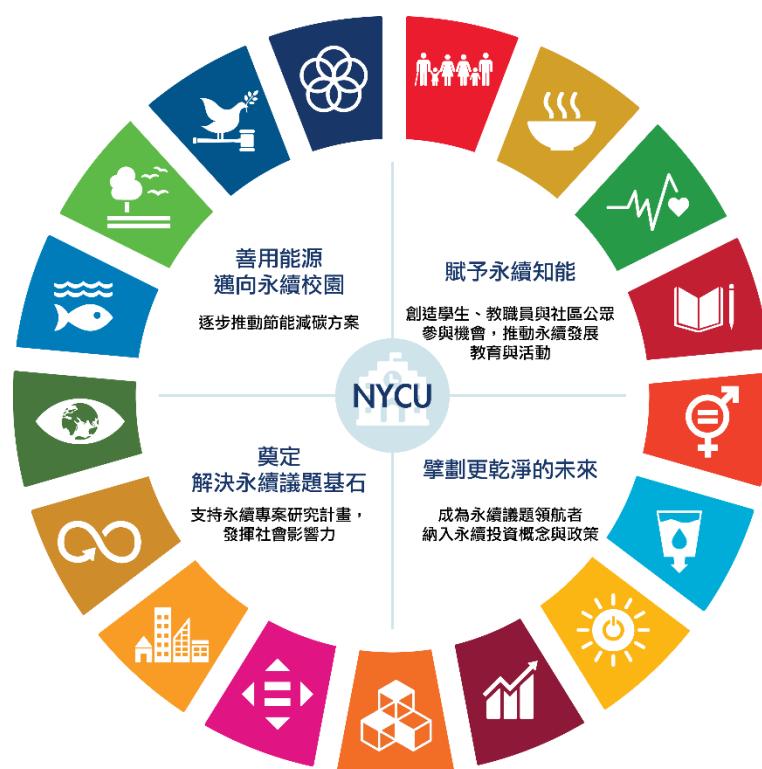 善用能源
邁向永續校園
逐步推動節能減碳方案
賦予永續知能
創造學生、教職員與社區公眾
參與機會，推動永續發展
教育與活動
NYCU
奠定
解決永續議題基石
支持永續專案研究計畫，
發揮社會影響力
擘劃更乾淨的未來
成為永續議題領航者
納入永續投資概念與政策